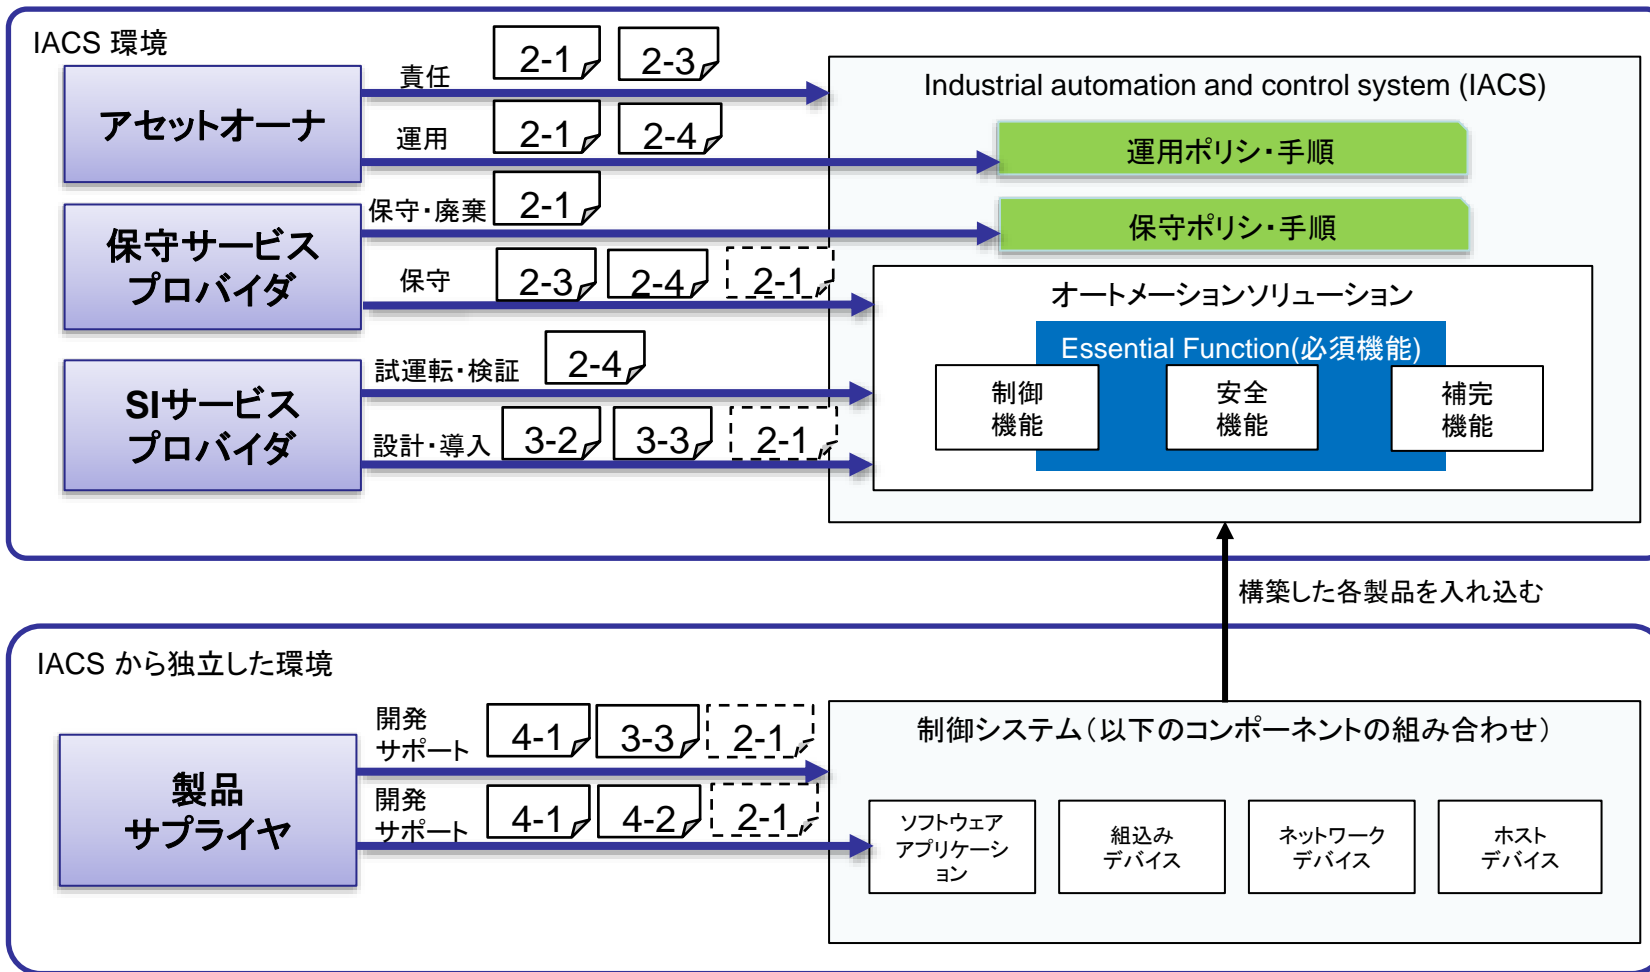 IACS 環境
アセットオーナ
責任
2-1
2-3
運用
2-1
2-4
保守サービス
プロバイダ
保守・廃棄
2-1
保守
2-3
2-4
2-1
SIサービス
プロバイダ
試運転・検証
2-4
設計・導入
3-2
3-3
2-1
Industrial automation and control system (IACS)
運用ポリシ・手順
保守ポリシ・手順
オートメーションソリューション
Essential Function(必須機能)
制御
機能
安全
機能
補完
機能
構築した各製品を入れ込む
IACS から独立した環境
製品
サプライヤ
開発
サポート
4-1
3-3
2-1
開発
サポート
4-1
4-2
2-1
制御システム（以下のコンポーネントの組み合わせ）
ソフトウェア
アプリケーシ
ョン
組込み
デバイス
ネットワーク
デバイス
ホスト
デバイス